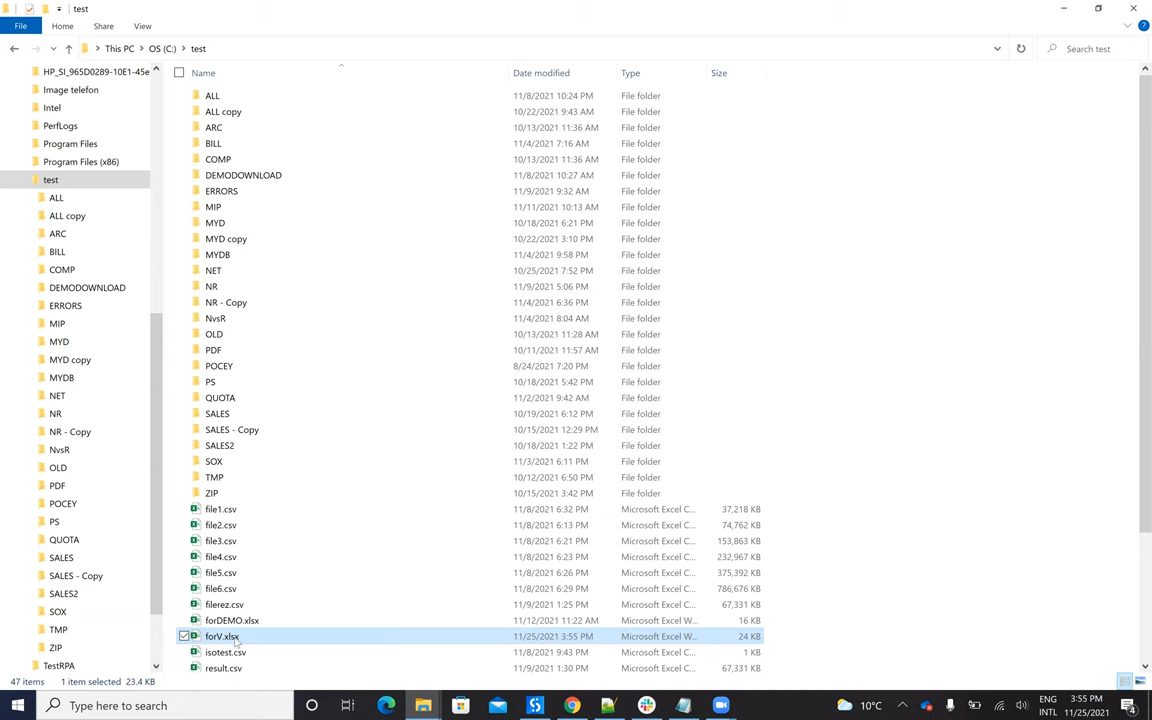 test
File Home Share View
This PC OS (C:) test
Search test
HP_SI_965D0289-10E1-45e
Image telefon
Intel
PerfLogs
Program Files
Program Files (x86)
test
ALL
ALL copy
ARC
BILL
COMP
DEMODOWNLOAD
ERRORS
MIP
MYD
MYD copy
MYDB
NET
NR
NR - Copy
NvsR
OLD
PDF
POCEY
PS
QUOTA
SALES
SALES - Copy
SALES2
SOX
TMP
ZIP
TestRPA
Name Date modified Type Size
ALL 11/8/2021 10:24 PM File folder
ALL copy 10/22/2021 9:43 AM File folder
ARC 10/13/2021 11:36 AM File folder
BILL 11/4/2021 7:16 AM File folder
COMP 10/13/2021 11:36 AM File folder
DEMODOWNLOAD 11/8/2021 10:27 AM File folder
ERRORS 11/9/2021 9:32 AM File folder
MIP 11/11/2021 10:13 AM File folder
MYD 10/18/2021 6:21 PM File folder
MYD copy 10/22/2021 3:10 PM File folder
MYDB 11/4/2021 9:58 PM File folder
NET 10/25/2021 7:52 PM File folder
NR 11/9/2021 5:06 PM File folder
NR - Copy 11/4/2021 6:36 PM File folder
NvsR 11/4/2021 8:04 AM File folder
OLD 10/13/2021 11:28 AM File folder
PDF 10/11/2021 11:57 AM File folder
POCEY 8/24/2021 7:20 PM File folder
PS 10/18/2021 5:42 PM File folder
QUOTA 11/2/2021 9:42 AM File folder
SALES 10/19/2021 6:12 PM File folder
SALES - Copy 10/15/2021 12:29 PM File folder
SALES2 10/18/2021 1:22 PM File folder
SOX 11/3/2021 6:11 PM File folder
TMP 10/12/2021 6:50 PM File folder
ZIP 10/15/2021 3:42 PM File folder
file1.csv 11/8/2021 6:32 PM Microsoft Excel C... 37,218 KB
file2.csv 11/8/2021 6:13 PM Microsoft Excel C... 74,762 KB
file3.csv 11/8/2021 6:21 PM Microsoft Excel C... 153,863 KB
file4.csv 11/8/2021 6:23 PM Microsoft Excel C... 232,967 KB
file5.csv 11/8/2021 6:26 PM Microsoft Excel C... 375,392 KB
file6.csv 11/8/2021 6:29 PM Microsoft Excel C... 786,676 KB
filerez.csv 11/9/2021 1:25 PM Microsoft Excel C... 67,331 KB
forDEMO.xlsx 11/12/2021 11:22 AM Microsoft Excel W... 16 KB
forV.xlsx 11/25/2021 3:55 PM Microsoft Excel W... 24 KB
isotest.csv 11/8/2021 9:43 PM Microsoft Excel C... 1 KB
result.csv 11/9/2021 1:30 PM Microsoft Excel C... 67,331 KB
47 items 1 item selected 23.4 KB
Type here to search
10°C
ENG
INTL
3:55 PM
11/25/2021
4